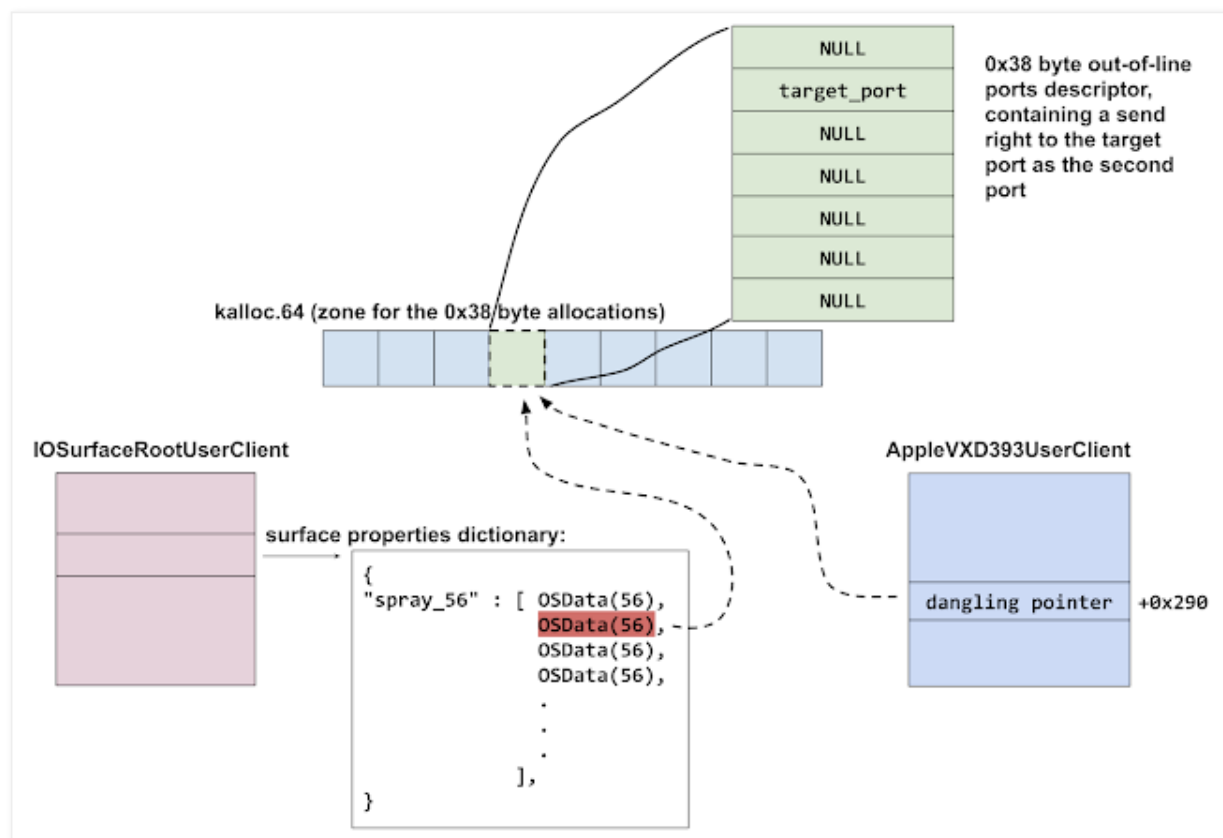 NULL
target_port
NULL
NULL
NULL
NULL
NULL
0x38 byte out-of-line
ports descriptor,
containing a send
right to the target
port as the second
port
kalloc.64 (zone for the 0x38 byte allocations)
IOSurfaceRootUserClient
surface properties dictionary:
{
"spray_56" : [ OSData(56),
OSData(56),
OSData(56),
OSData(56),
.
.
.
],
}
AppleVXD393UserClient
dangling pointer +0x290